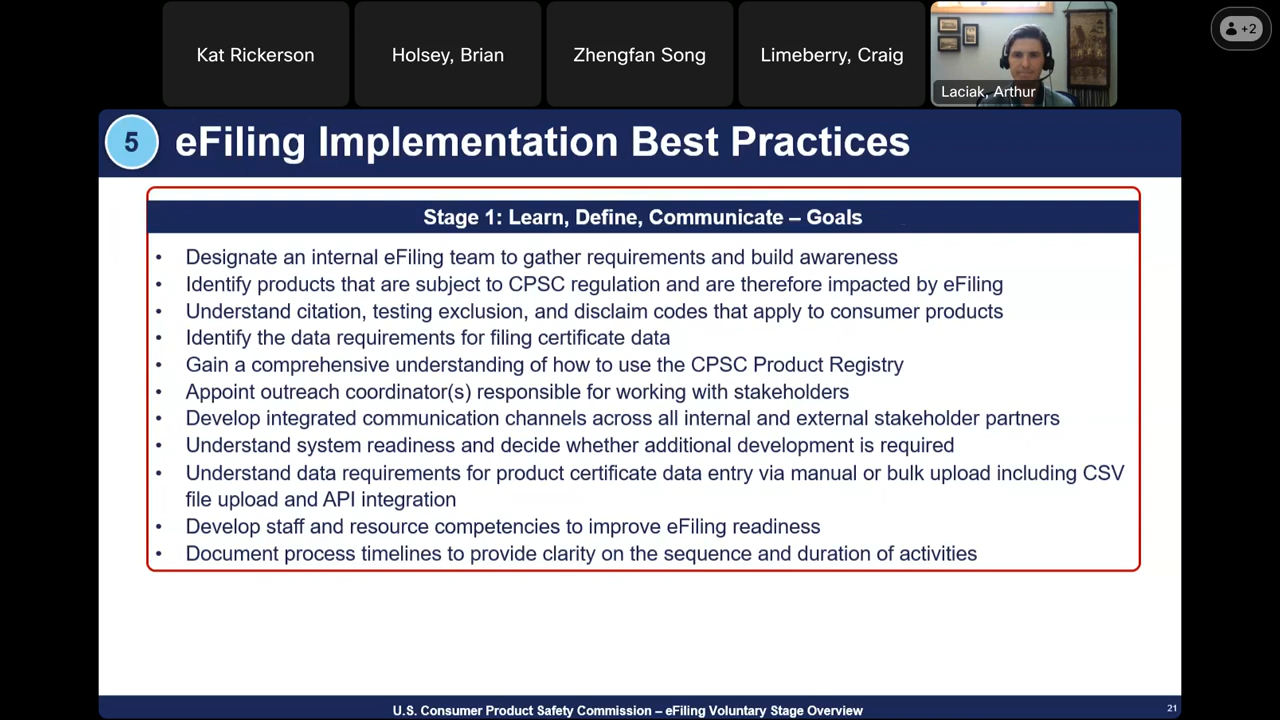 Kat Rickerson
Holsey, Brian
Zhengfan Song
Limeberry, Craig
Laciak, Arthur
+2
5
eFiling Implementation Best Practices
Stage 1: Learn, Define, Communicate – Goals
• Designate an internal eFiling team to gather requirements and build awareness
• Identify products that are subject to CPSC regulation and are therefore impacted by eFiling
• Understand citation, testing exclusion, and disclaim codes that apply to consumer products
• Identify the data requirements for filing certificate data
• Gain a comprehensive understanding of how to use the CPSC Product Registry
• Appoint outreach coordinator(s) responsible for working with stakeholders
• Develop integrated communication channels across all internal and external stakeholder partners
• Understand system readiness and decide whether additional development is required
• Understand data requirements for product certificate data entry via manual or bulk upload including CSV
file upload and API integration
• Develop staff and resource competencies to improve eFiling readiness
• Document process timelines to provide clarity on the sequence and duration of activities
U.S. Consumer Product Safety Commission – eFiling Voluntary Stage Overview
21